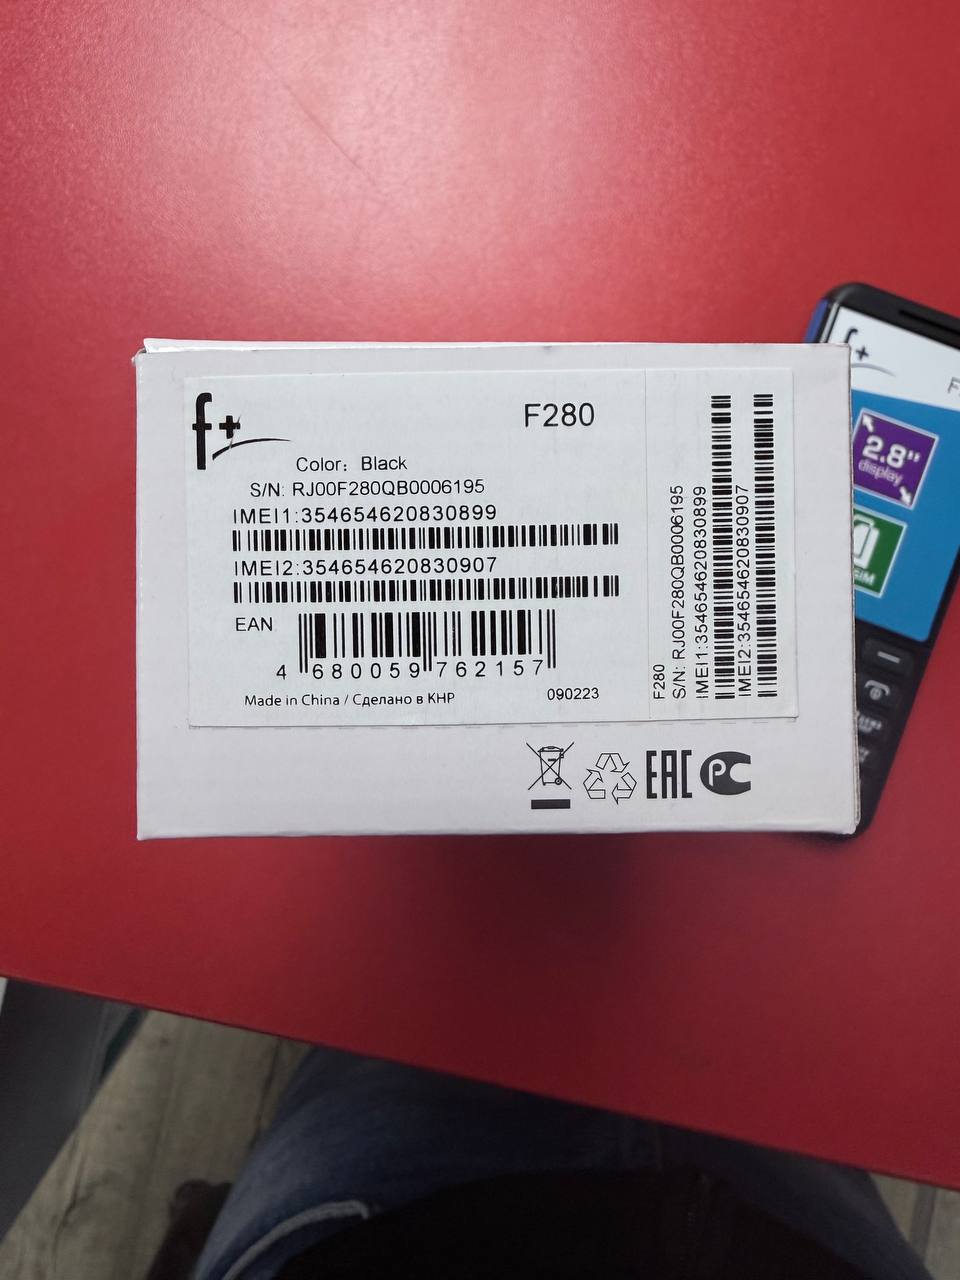 f+
F280
Color: Black
S/N: RJ00F280QB0006195
IMEI1:354654620830899
IMEI2:354654620830907
EAN
4 680059 762157
Made in China / Сделано в КНР
090223
F280
S/N: RJ00F280QB0006195
IMEI1:354654620830899
IMEI2:354654620830907
EAC
PC
f+
F
2.8"
display
SIM